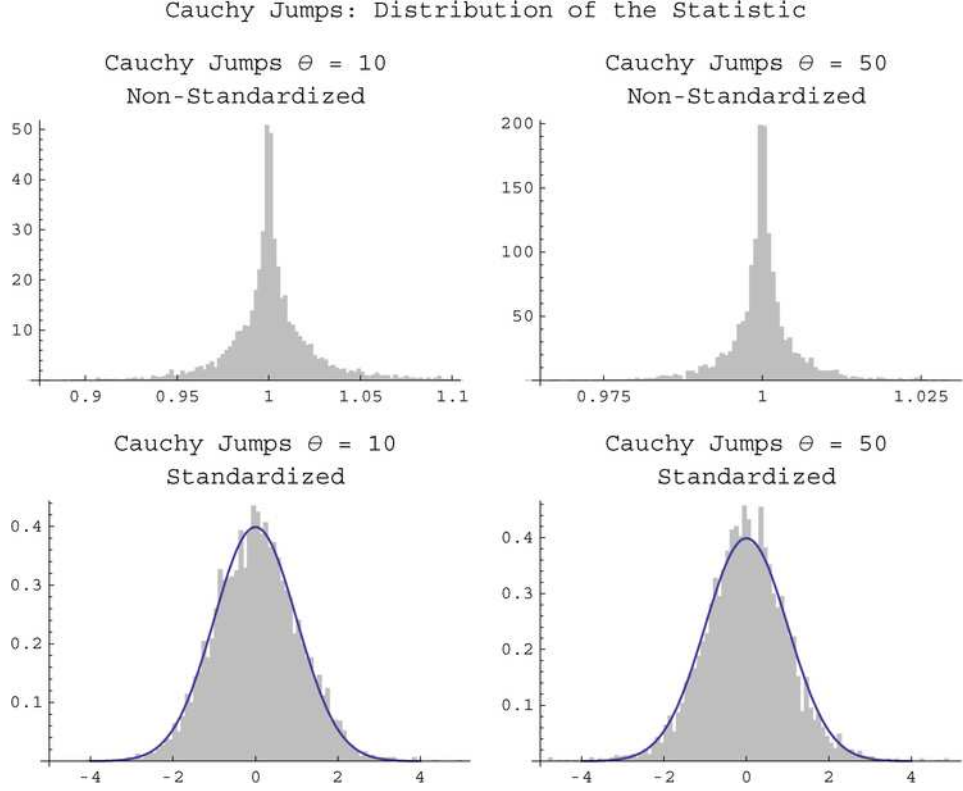 Cauchy Jumps: Distribution of the Statistic
Cauchy Jumps θ = 10
Non-Standardized
50
40
30
20
10
0.9 0.95 1 1.05 1.1
Cauchy Jumps θ = 50
Non-Standardized
200
150
100
50
0.975 1 1.025
Cauchy Jumps θ = 10
Standardized
0.4
0.3
0.2
0.1
-4 -2 0 2 4
Cauchy Jumps θ = 50
Standardized
0.4
0.3
0.2
0.1
-4 -2 0 2 4